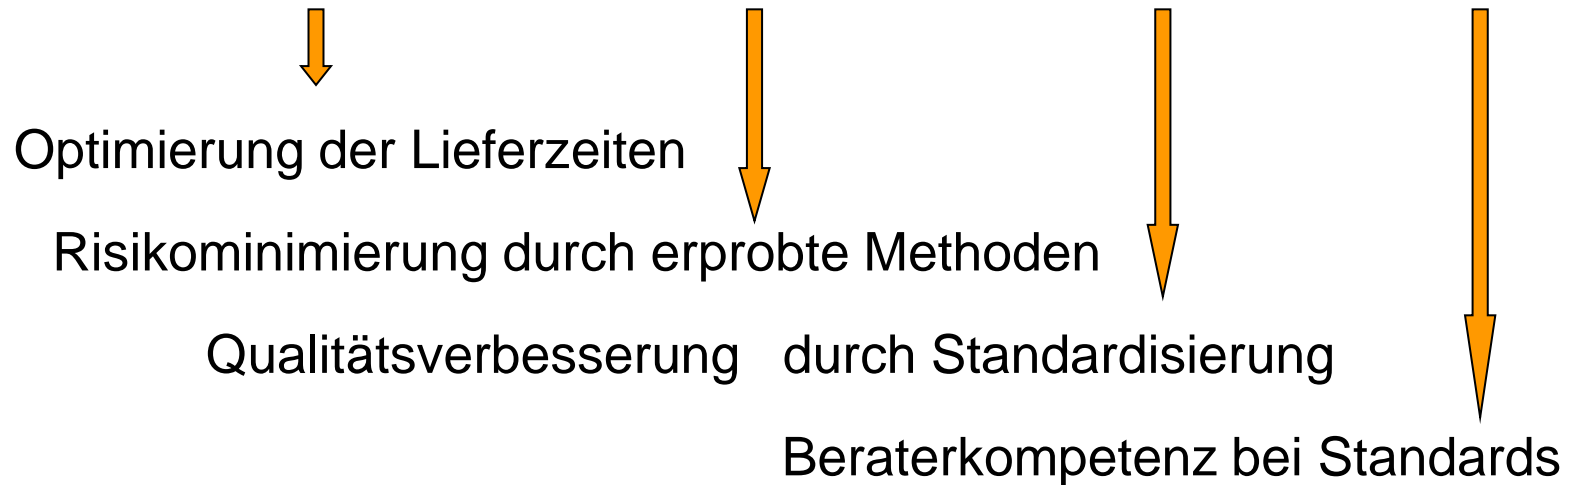 Optimierung der Lieferzeiten
Risikominimierung durch erprobte Methoden
Qualitätsverbesserung durch Standardisierung
Beraterkompetenz bei Standards